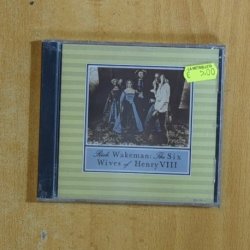 € 5,00
Rick Wakeman: The Six
Wives of Henry VIII